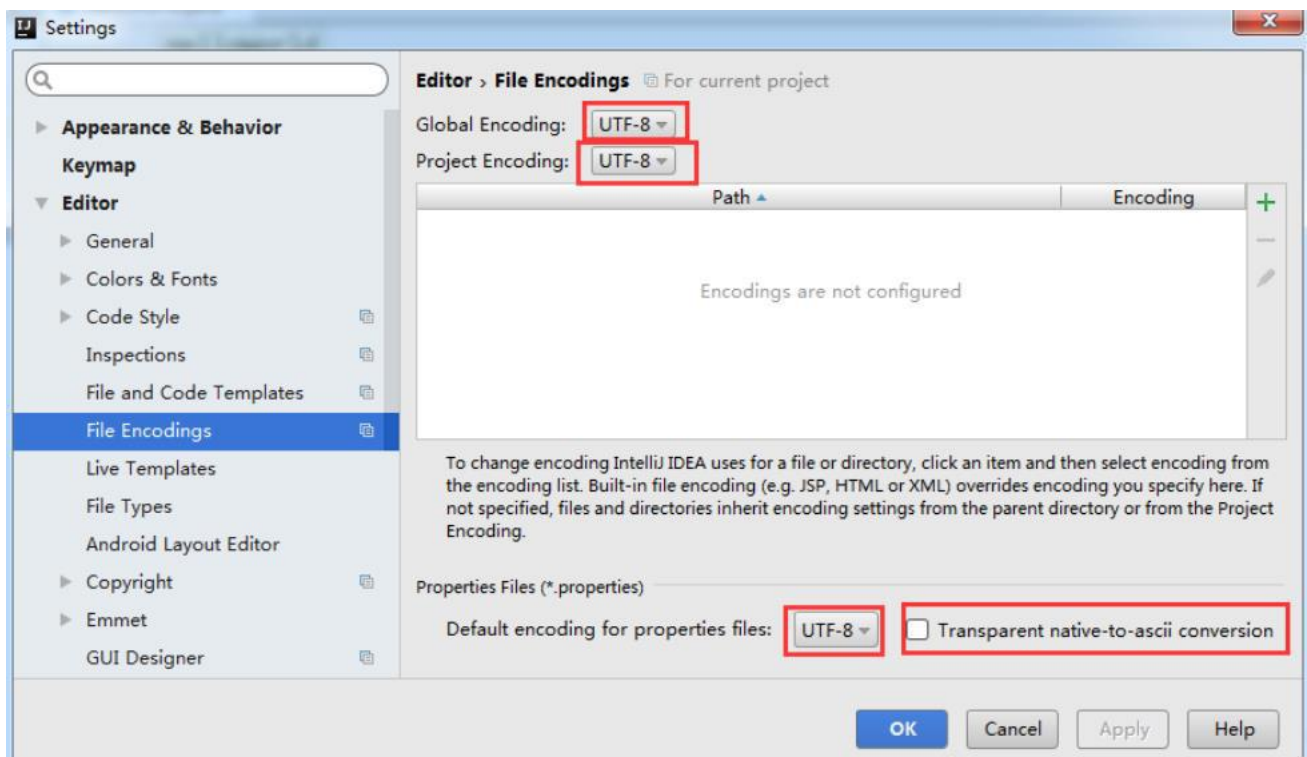 Settings
Editor › File Encodings For current project
Global Encoding: UTF-8
Project Encoding: UTF-8
Path Encoding
Encodings are not configured
To change encoding IntelliJ IDEA uses for a file or directory, click an item and then select encoding from
the encoding list. Built-in file encoding (e.g. JSP, HTML or XML) overrides encoding you specify here. If
not specified, files and directories inherit encoding settings from the parent directory or from the Project
Encoding.
Properties Files (*.properties)
Default encoding for properties files: UTF-8 Transparent native-to-ascii conversion
Appearance & Behavior
Keymap
Editor
General
Colors & Fonts
Code Style
Inspections
File and Code Templates
File Encodings
Live Templates
File Types
Android Layout Editor
Copyright
Emmet
GUI Designer
OK Cancel Apply Help